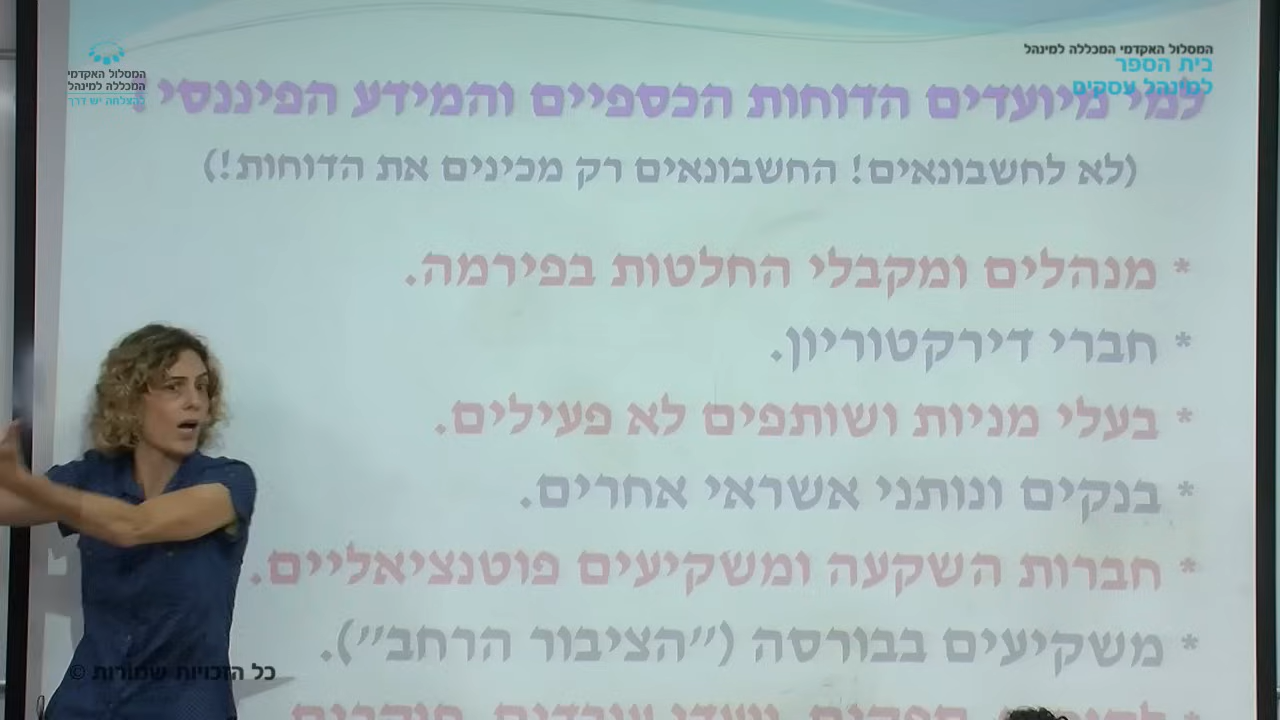 המסלול האקדמי המכללה למינהל
בית הספר
למינהל עסקים
המסלול האקדמי
המכללה למינהל
להצלחה יש דרך
למי מיועדים הדוחות הכספיים והמידע הפיננסי ?
(לא לחשבונאים! החשבונאים רק מכינים את הדוחות!)
* מנהלים ומקבלי החלטות בפירמה.
* חברי דירקטוריון.
* בעלי מניות ושותפים לא פעילים.
* בנקים ונותני אשראי אחרים.
* חברות השקעה ומשקיעים פוטנציאליים.
* משקיעים בבורסה ("הציבור הרחב").
כל הזכויות שמורות ©